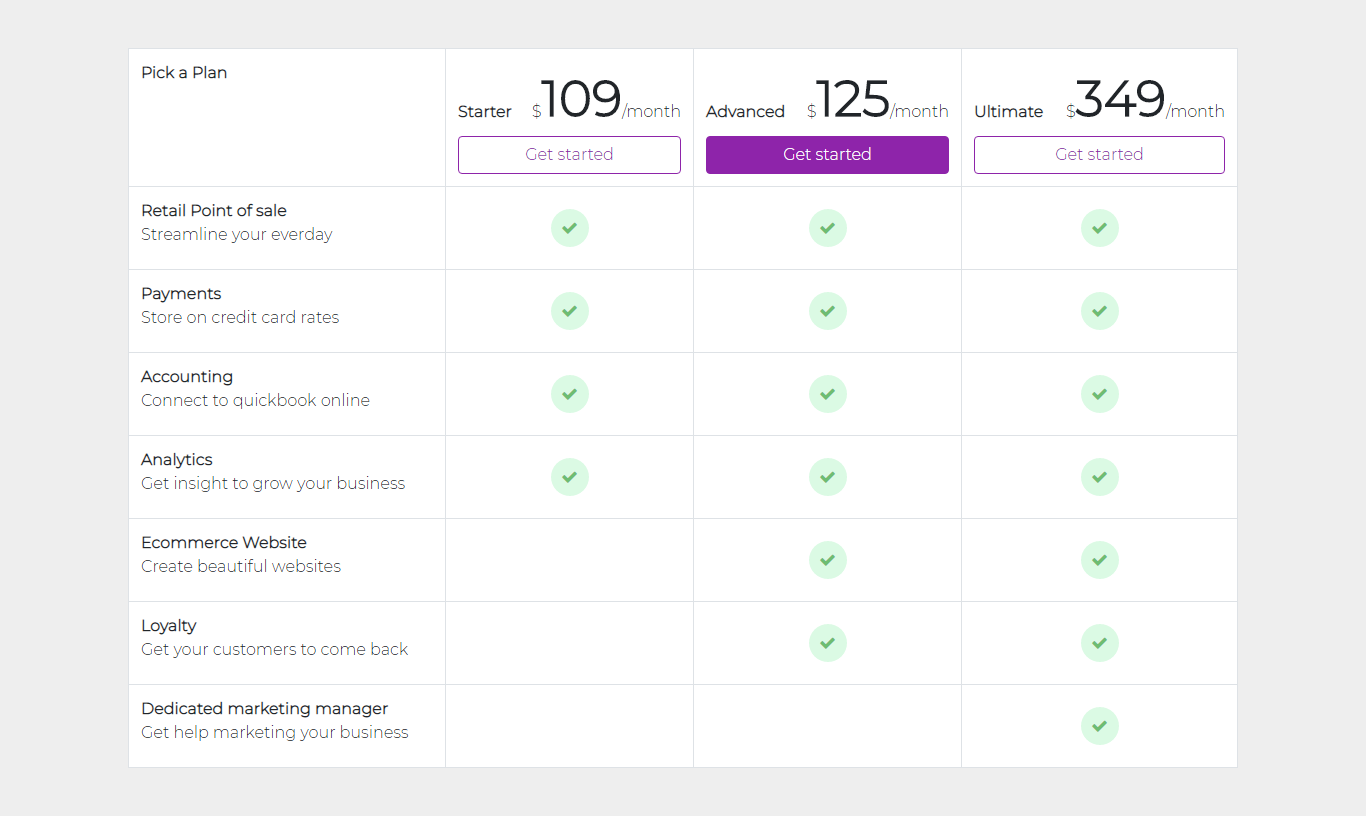 Pick a Plan
Starter $109/month
Advanced $125/month
Ultimate $349/month
Get started
Get started
Get started
Retail Point of sale
Streamline your everday
Payments
Store on credit card rates
Accounting
Connect to quickbook online
Analytics
Get insight to grow your business
Ecommerce Website
Create beautiful websites
Loyalty
Get your customers to come back
Dedicated marketing manager
Get help marketing your business